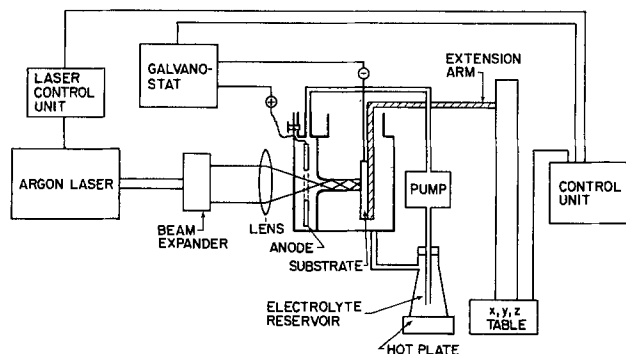 EXTENSION
ARM
GALVANO-
STAT
LASER
CONTROL
UNIT
ARGON LASER
PUMP
CONTROL
UNIT
BEAM
EXPANDER
LENS
ANODE
SUBSTRATE
ELECTROLYTE
RESERVOIR
x, y, z
TABLE
HOT PLATE